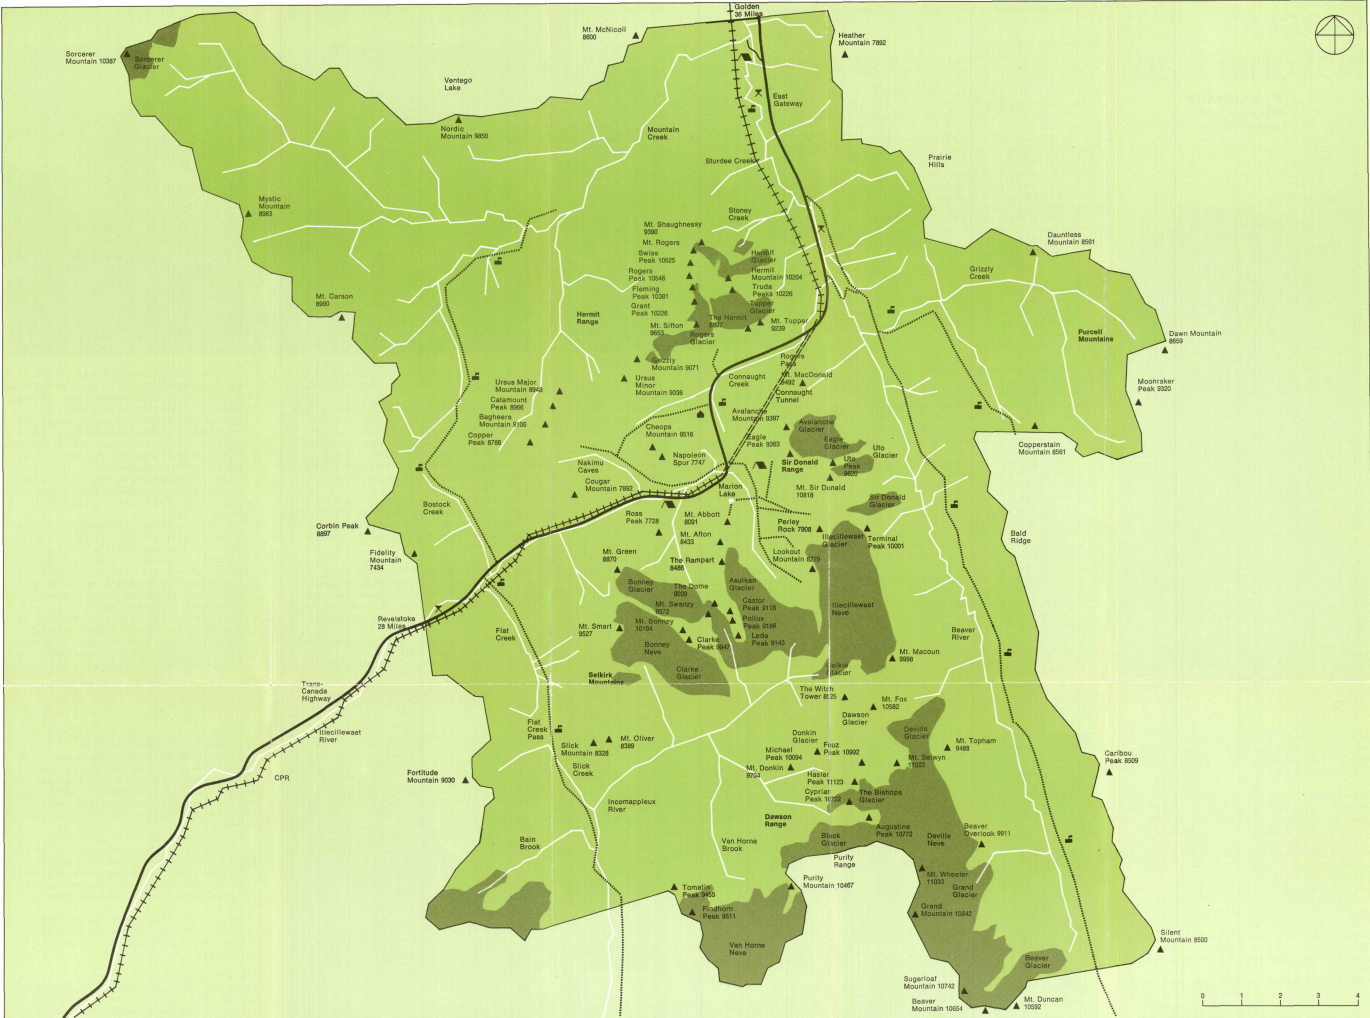 Golden
36 Miles
Mt. McNicoll
8600
Heather
Mountain 7892
Sorcerer
Mountain 10387
Sorcerer
Glacier
Ventego
Lake
East
Gateway
Nordic
Mountain 9850
Mountain
Creek
Sturdee Creek
Prairie
Hills
Mystic
Mountain
8963
Stoney
Creek
Mt. Shaughnessy
9390
Mt. Rogers
Swiss
Peak 10525
Rogers
Peak 10546
Fleming
Peak 10381
Grant
Peak 10226
Mt. Sifton
9653
Hermit
Glacier
Hermit
Mountain 10204
Truda
Peaks 10226
Tupper
Glacier
The Hermit
8897
Mt. Tupper
9239
Rogers
Glacier
Dauntless
Mountain 8561
Grizzly
Creek
Mt. Carson
8990
Hermit
Range
Purcell
Mountains
Dawn Mountain
8659
Moonraker
Peak 9320
Grizzly
Mountain 9071
Ursus
Minor
Mountain 9036
Connaught
Creek
Rogers
Pass
Mt. MacDonald
9492
Connaught
Tunnel
Ursus Major
Mountain 8948
Catamount
Peak 8966
Bagheera
Mountain 9106
Copper
Peak 8786
Avalanche
Mountain 9397
Avalanche
Glacier
Eagle
Peak 9363
Eagle
Glacier
Uto
Glacier
Cheops
Mountain 8516
Napoleon
Spur 7747
Copperstain
Mountain 8561
Nakimu
Caves
Cougar
Mountain 7892
Sir Donald
Range
Uto
Peak
9620
Mt. Sir Donald
10818
Marion
Lake
Sir Donald
Glacier
Bostock
Creek
Ross
Peak 7728
Mt. Abbott
8091
Mt. Afton
8433
Perley
Rock 7908
Illecillewaet
Glacier
Terminal
Peak 10001
Corbin Peak
8897
Fidelity
Mountain
7434
Bald
Ridge
Mt. Green
8870
The Rampart
8486
Lookout
Mountain 8229
Bonney
Glacier
The Dome
9039
Asulkan
Glacier
Mt. Swanzy
9572
Castor
Peak 9118
Pollux
Peak 9186
Leda
Peak 9143
Illecillewaet
Neve
Revelstoke
28 Miles
Flat
Creek
Mt. Smart
9527
Mt. Bonney
10194
Clarke
Peak 9947
Bonney
Neve
Clarke
Glacier
Beaver
River
Mt. Macoun
9998
Geikie
Glacier
Selkirk
Mountains
Trans-
Canada
Highway
Illecillewaet
River
CPR
The Witch
Tower 8825
Mt. Fox
10582
Dawson
Glacier
Deville
Glacier
Flat
Creek
Pass
Slick
Mountain 8328
Mt. Oliver
8389
Slick
Creek
Donkin
Glacier
Michael
Peak 10094
Feuz
Peak 10992
Mt. Topham
9488
Mt. Selwyn
11023
Mt. Donkin
9704
Hasler
Peak 11123
Cyprian
Peak 10722
The Bishops
Glacier
Caribou
Peak 8509
Fortitude
Mountain 9030
Incomappleux
River
Dawson
Range
Augustine
Peak 10772
Beaver
Overlook 9911
Bain
Brook
Van Horne
Brook
Black
Glacier
Deville
Neve
Purity
Range
Purity
Mountain 10467
Mt. Wheeler
11033
Grand
Glacier
Tomatin
Peak 9455
Findhorn
Peak 9511
Grand
Mountain 10842
Van Horne
Neve
Silent
Mountain 8500
Beaver
Glacier
Sugarloaf
Mountain 10742
Beaver
Mountain 10654
Mt. Duncan
10592
0 1 2 3 4